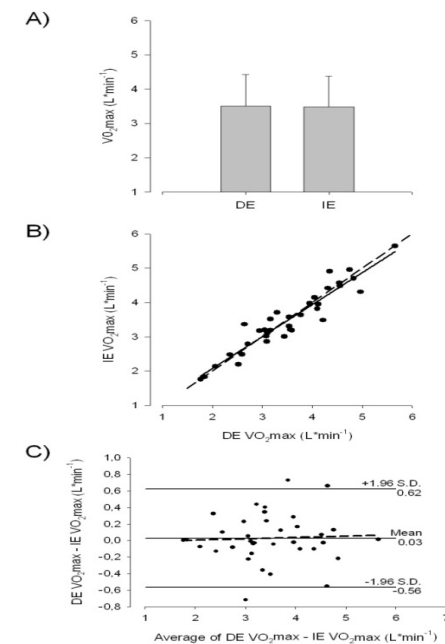 A)
6
5
4
3
2
1
V0₂max (L*min⁻¹)
DE IE
B)
6
5
4
3
2
1
IE VO₂max (L*min⁻¹)
1 2 3 4 5 6
DE VO₂max (L*min⁻¹)
C)
1,0
0,8
0,6
0,4
0,2
0,0
-0,2
-0,4
-0,6
-0,8
DE VO₂max - IE VO₂max (L*min⁻¹)
+1.96 S.D.
0.62
Mean
0.03
-1.96 S.D.
-0.56
1 2 3 4 5 6 7
Average of DE VO₂max - IE VO₂max (L*min⁻¹)